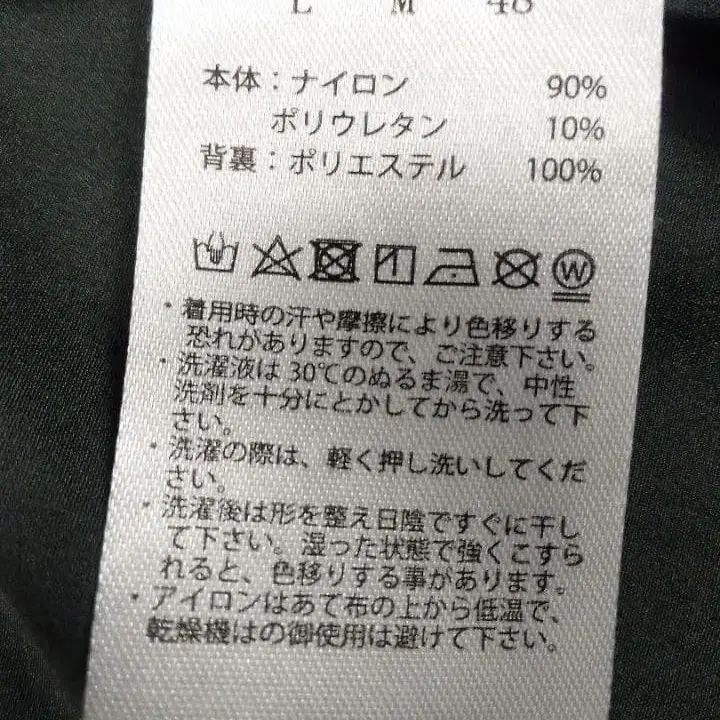 L M 48
本体：ナイロン 90%
ポリウレタン 10%
背裏：ポリエステル 100%
W
・着用時の汗や摩擦により色移りする
恐れがありますので、ご注意下さい。
・洗濯液は 30℃のぬるま湯で、中性
洗剤を十分にとかしてから洗って下
さい。
・洗濯の際は、軽く押し洗いしてくだ
さい。
・洗濯後は形を整え日陰ですぐに干し
て下さい。湿った状態で強くこすら
れると、色移りする事があります。
・アイロンはあて布の上から低温で、
乾燥機はの御使用は避けて下さい。